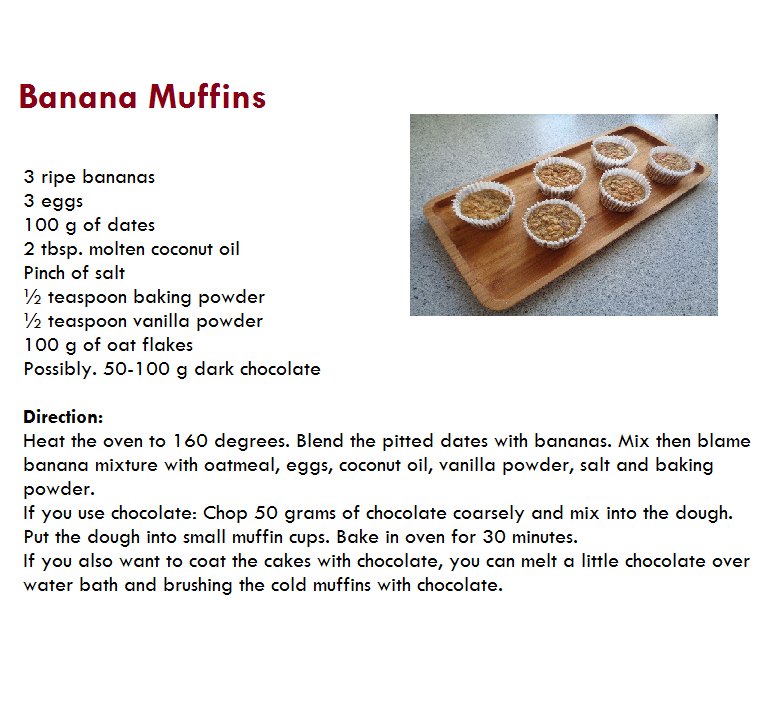 Banana Muffins
3 ripe bananas
3 eggs
100 g of dates
2 tbsp. molten coconut oil
Pinch of salt
½ teaspoon baking powder
½ teaspoon vanilla powder
100 g of oat flakes
Possibly. 50-100 g dark chocolate
Direction:
Heat the oven to 160 degrees. Blend the pitted dates with bananas. Mix then blame
banana mixture with oatmeal, eggs, coconut oil, vanilla powder, salt and baking
powder.
If you use chocolate: Chop 50 grams of chocolate coarsely and mix into the dough.
Put the dough into small muffin cups. Bake in oven for 30 minutes.
If you also want to coat the cakes with chocolate, you can melt a little chocolate over
water bath and brushing the cold muffins with chocolate.